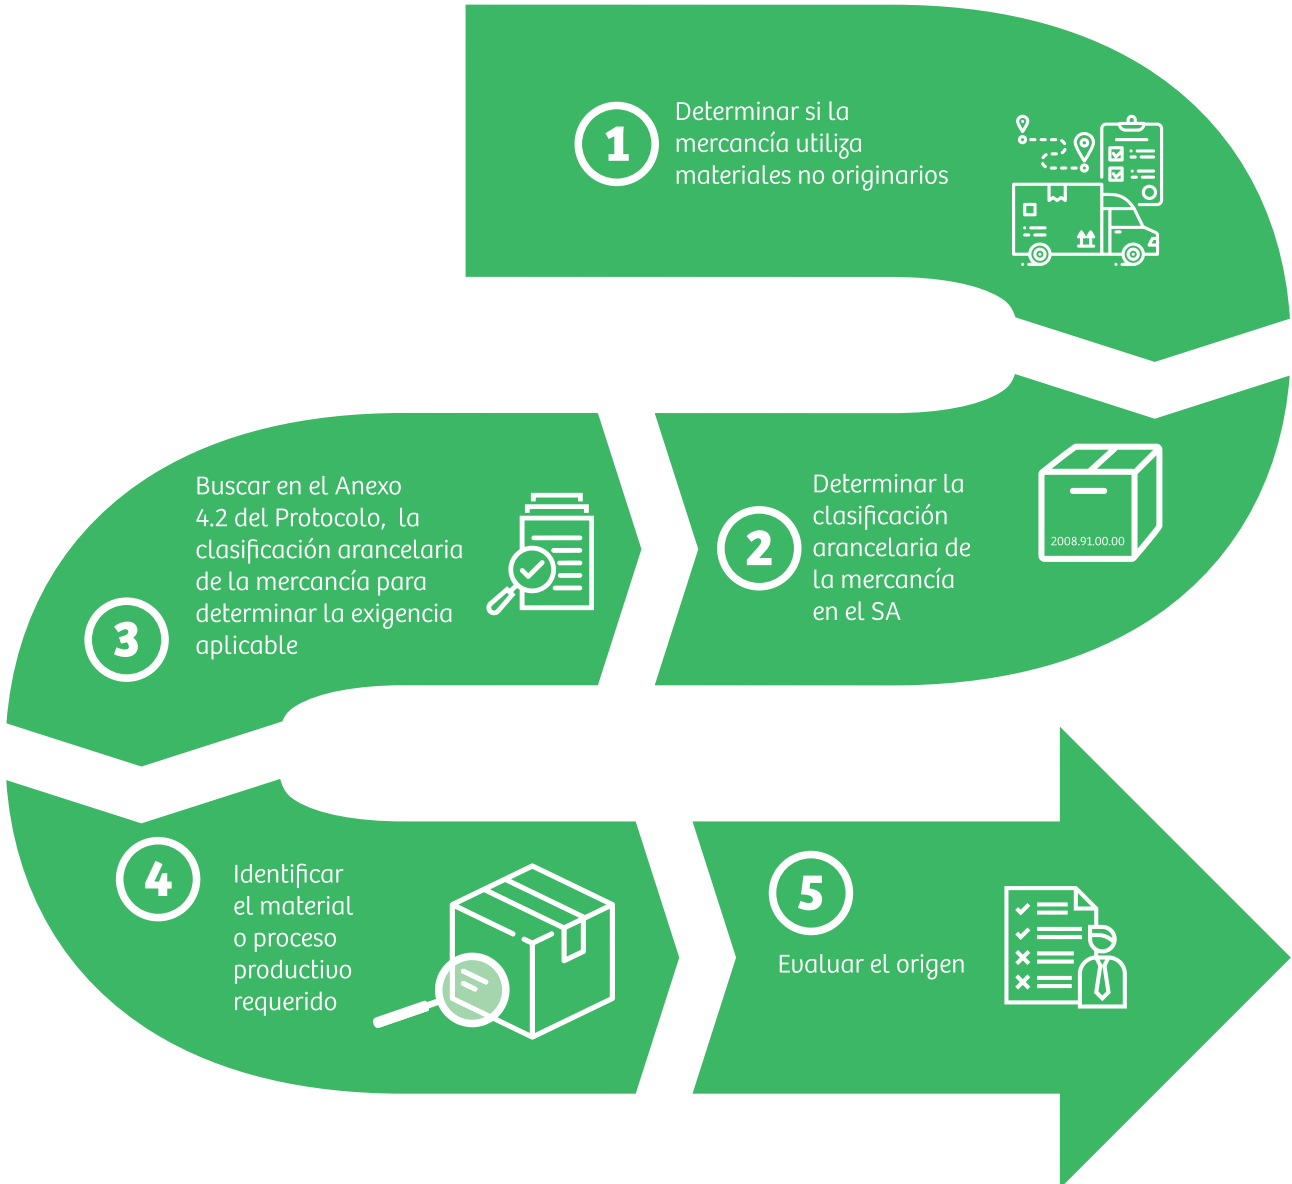 1
Determinar si la
mercancía utiliza
materiales no originarios
2
Determinar la
clasificación
arancelaria de
la mercancía
en el SA
2008.91.00.00
3
Buscar en el Anexo
4.2 del Protocolo, la
clasificación arancelaria
de la mercancía para
determinar la exigencia
aplicable
4
Identificar
el material
o proceso
productivo
requerido
5
Evaluar el origen